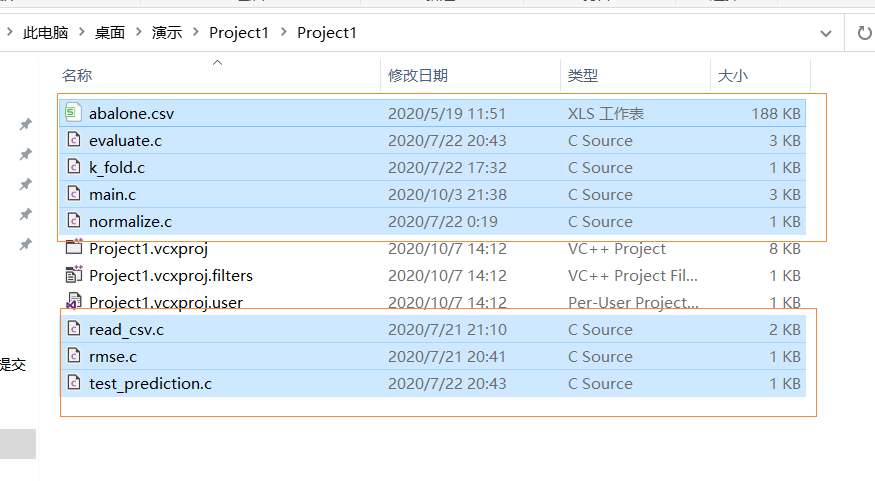 此电脑 > 桌面 > 演示 > Project1 > Project1
名称 修改日期 类型 大小
abalone.csv 2020/5/19 11:51 XLS 工作表 188 KB
evaluate.c 2020/7/22 20:43 C Source 3 KB
k_fold.c 2020/7/22 17:32 C Source 1 KB
main.c 2020/10/3 21:38 C Source 3 KB
normalize.c 2020/7/22 0:19 C Source 1 KB
Project1.vcxproj 2020/10/7 14:12 VC++ Project 8 KB
Project1.vcxproj.filters 2020/10/7 14:12 VC++ Project Fil... 1 KB
Project1.vcxproj.user 2020/10/7 14:12 Per-User Project... 1 KB
read_csv.c 2020/7/21 21:10 C Source 2 KB
rmse.c 2020/7/21 20:41 C Source 1 KB
提交
test_prediction.c 2020/7/22 20:43 C Source 1 KB